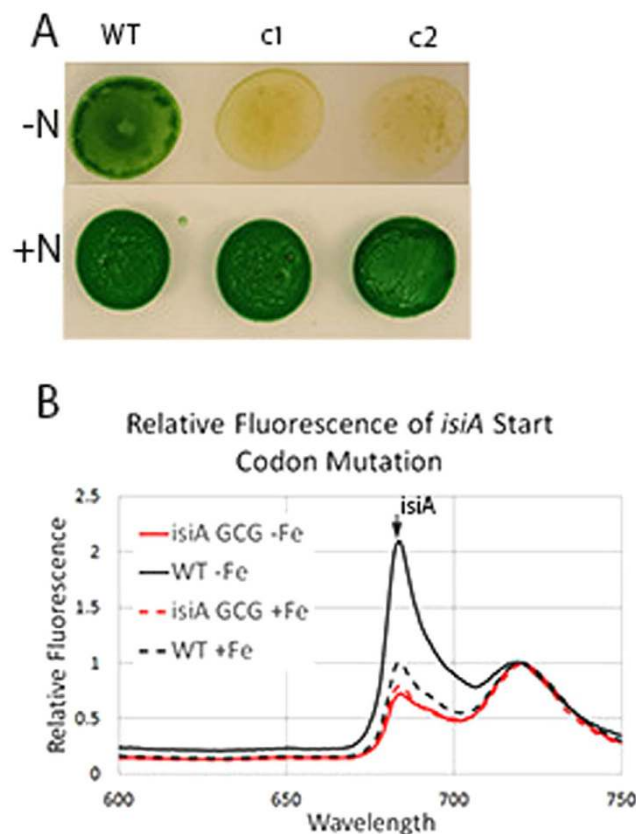 A
WT c1 c2
-N
+N
B
Relative Fluorescence of isiA Start
Codon Mutation
2.5
2
1.5
1
0.5
0
Relative Fluorescence
isiA
isiA GCG -Fe
WT -Fe
isiA GCG +Fe
WT +Fe
600 650 700 750
Wavelength